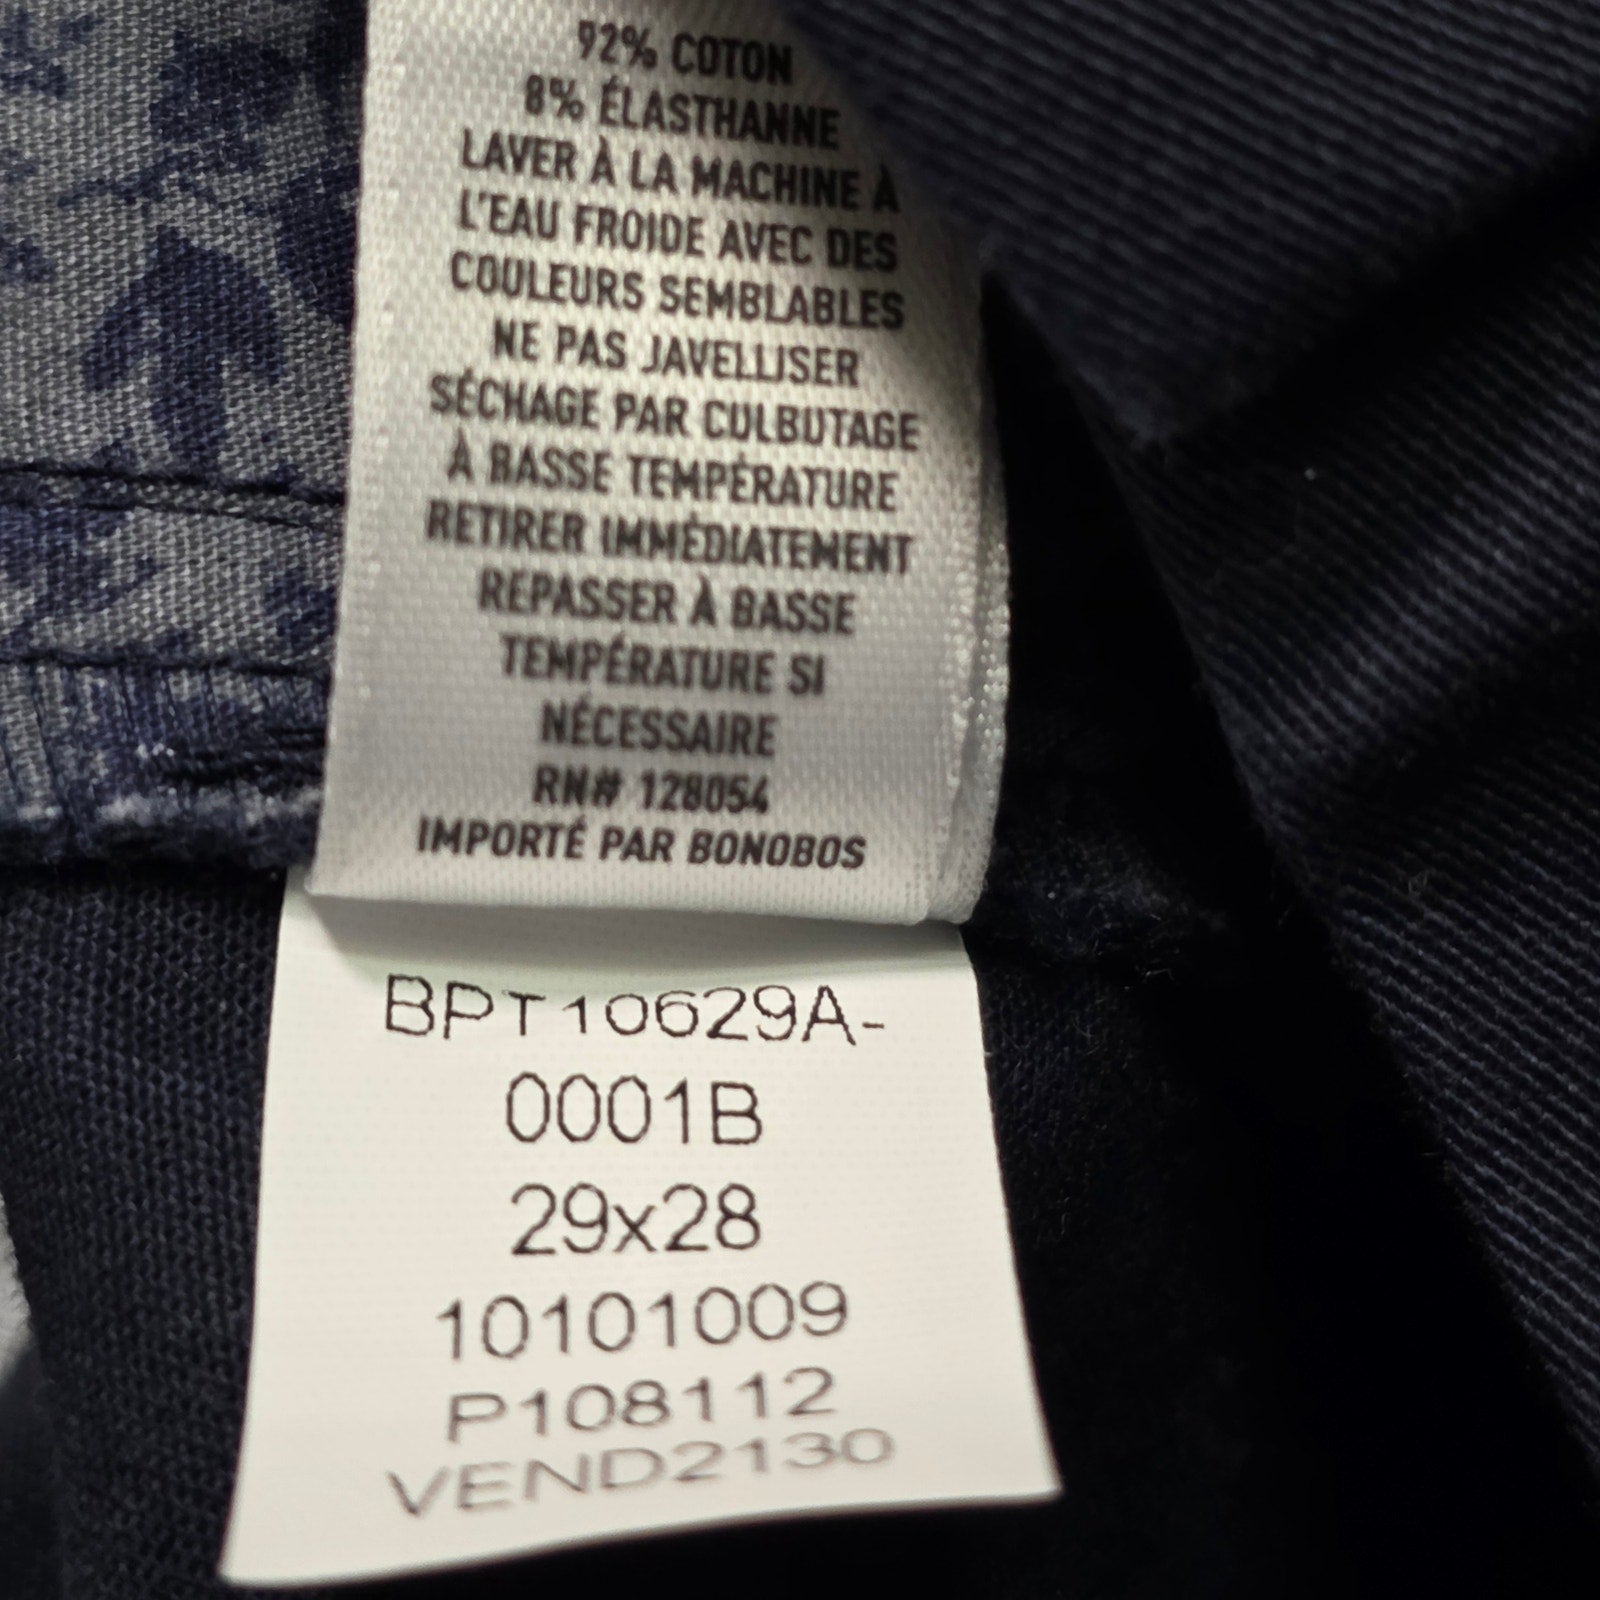 92% COTON
8% ÉLASTHANNE
LAVER À LA MACHINE À
L'EAU FROIDE AVEC DES
COULEURS SEMBLABLES
NE PAS JAVELLISER
SÉCHAGE PAR CULBUTAGE
À BASSE TEMPÉRATURE
RETIRER IMMÉDIATEMENT
REPASSER À BASSE
TEMPÉRATURE SI
NÉCESSAIRE
RN# 128054
IMPORTÉ PAR BONOBOS
BPT10629A-
0001B
29x28
10101009
P108112
VEND2130